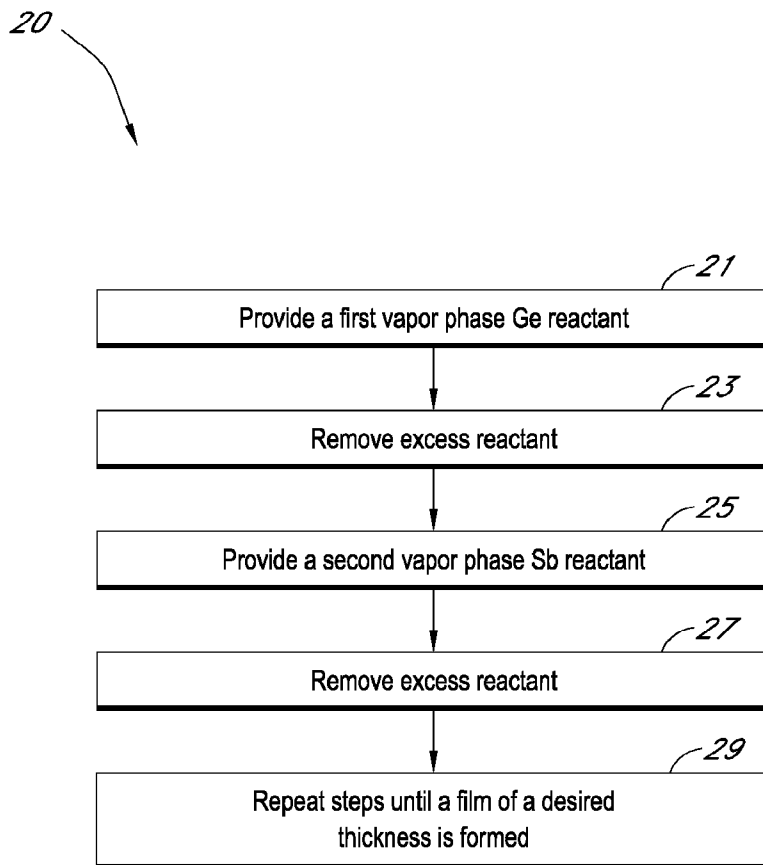 20
21
Provide a first vapor phase Ge reactant
23
Remove excess reactant
25
Provide a second vapor phase Sb reactant
27
Remove excess reactant
29
Repeat steps until a film of a desired
thickness is formed